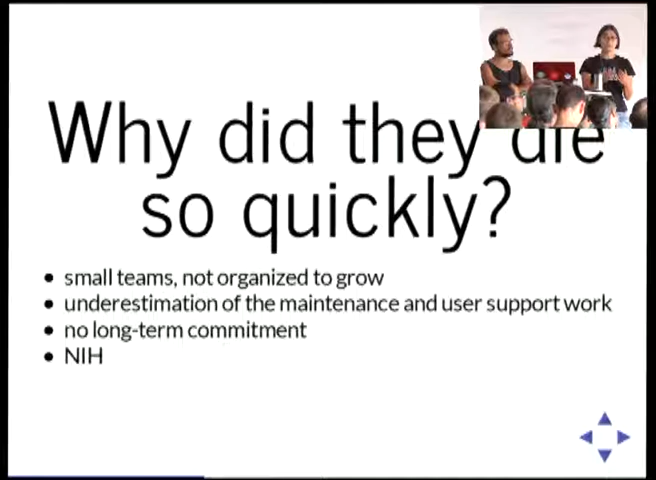 Why did they die
so quickly?
• small teams, not organized to grow
• underestimation of the maintenance and user support work
• no long-term commitment
• NIH